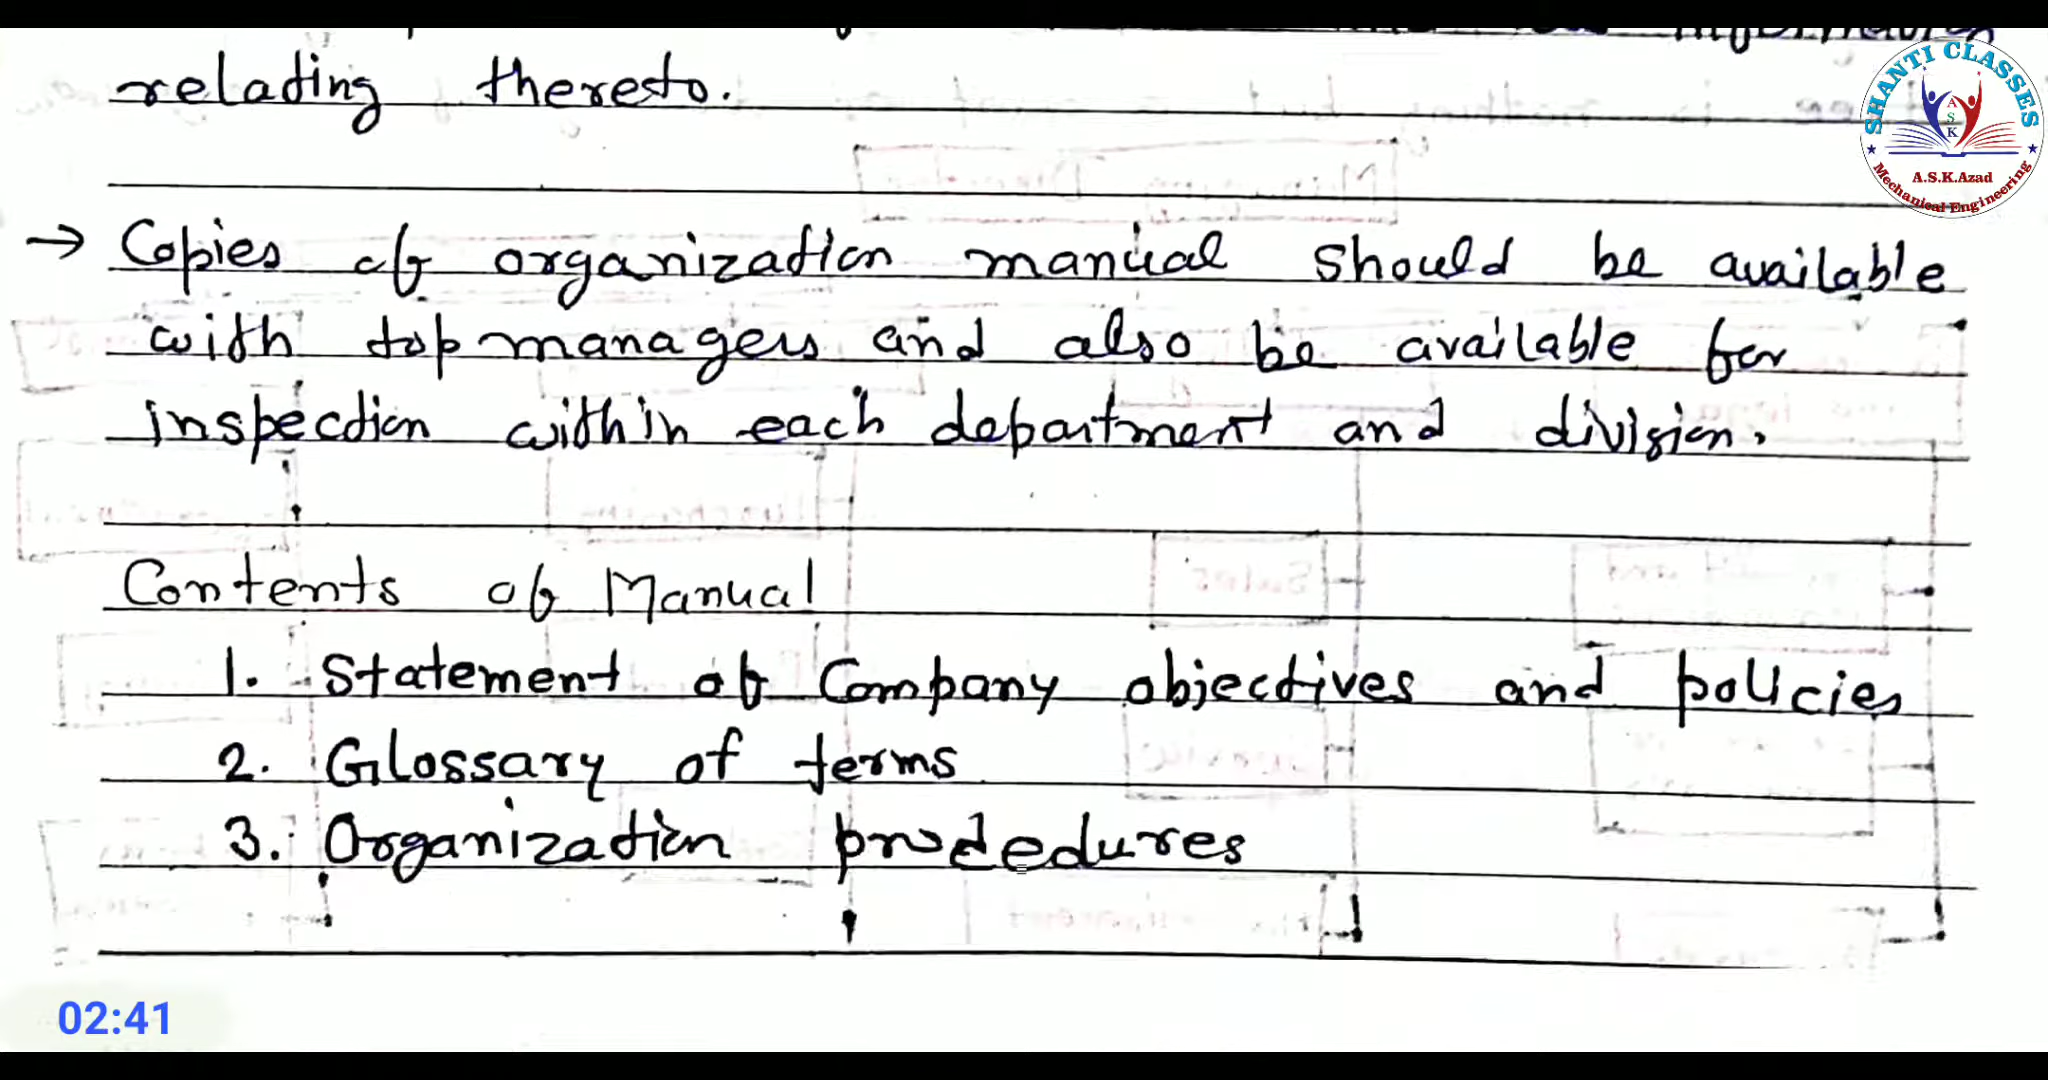 relating thereto.
SHANTI CLASSES
ASK
A.S.K.Azad
Mechanical Engineering
→ Copies of organization manual should be available
with top managers and also be available for
inspection within each department and division.
Contents of Manual
1. Statement of Company objectives and policies
2. Glossary of terms
3. Organization procedures
02:41